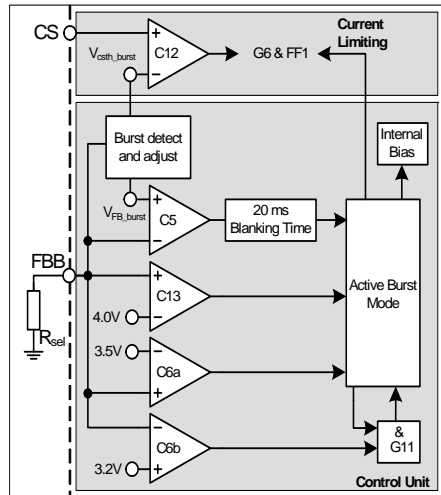 CS
Current
Limiting
V_csth_burst
+
C12
−
G6 & FF1
Burst detect
and adjust
Internal
Bias
V_FB_burst
+
C5
−
20 ms
Blanking Time
FBB
R_sel
+
C13
−
4.0V
Active Burst
Mode
3.5V
−
C6a
+
−
C6b
+
3.2V
&
G11
Control Unit